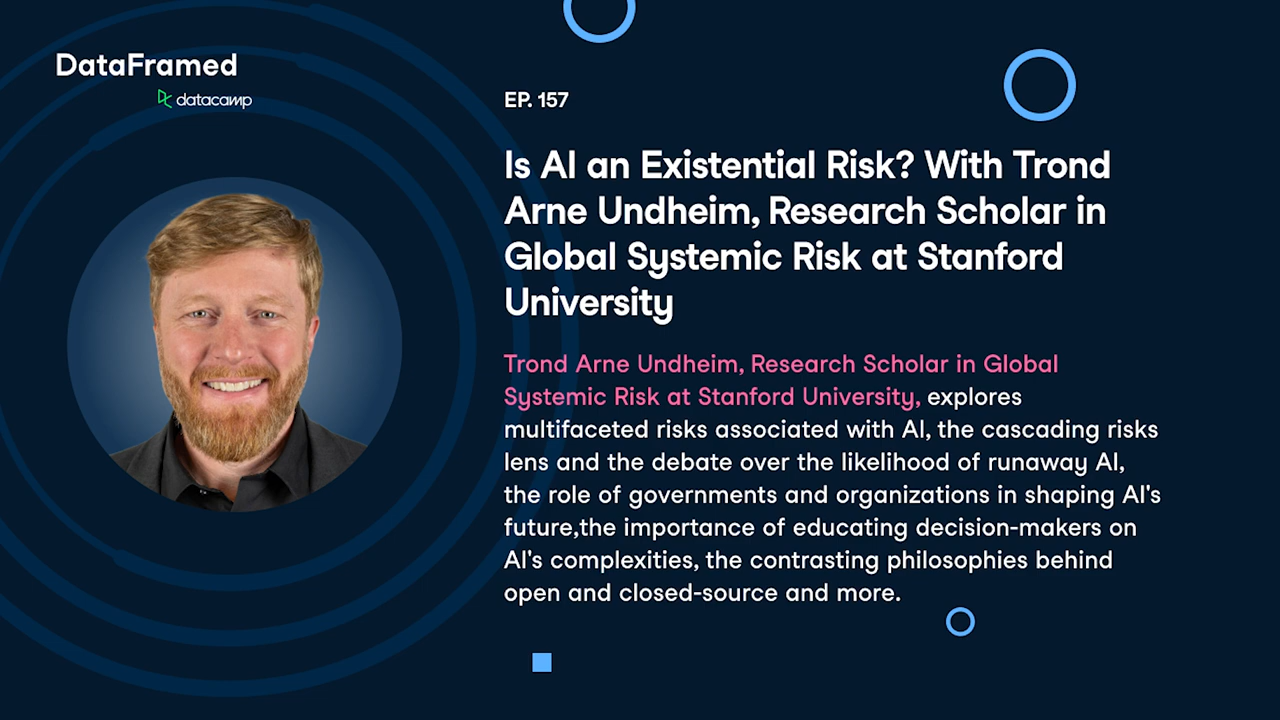 DataFramed
datacamp
EP. 157
Is AI an Existential Risk? With Trond
Arne Undheim, Research Scholar in
Global Systemic Risk at Stanford
University
Trond Arne Undheim, Research Scholar in Global
Systemic Risk at Stanford University, explores
multifaceted risks associated with AI, the cascading risks
lens and the debate over the likelihood of runaway AI,
the role of governments and organizations in shaping AI's
future,the importance of educating decision-makers on
AI's complexities, the contrasting philosophies behind
open and closed-source and more.